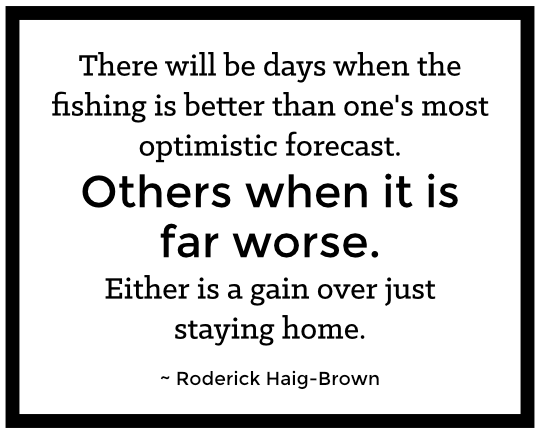 There will be days when the
fishing is better than one's most
optimistic forecast.
Others when it is
far worse.
Either is a gain over just
staying home.
~ Roderick Haig-Brown